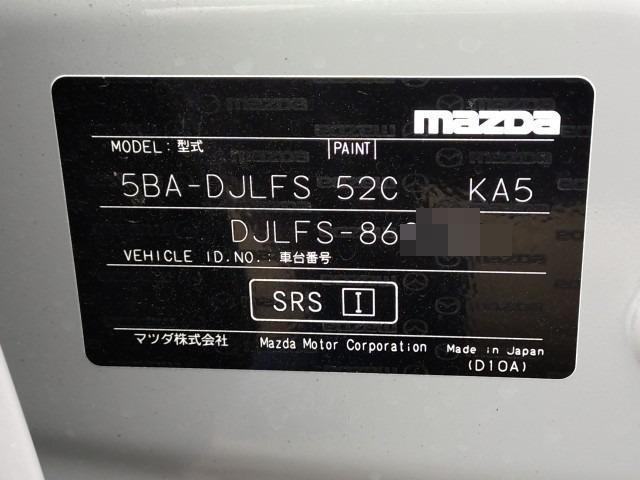 mazda
MODEL: 型式 PAINT
5BA-DJLFS 52C KA5
DJLFS-86
VEHICLE ID.NO.: 車台番号
SRS I
マツダ株式会社 Mazda Motor Corporation Made in Japan
(D10A)